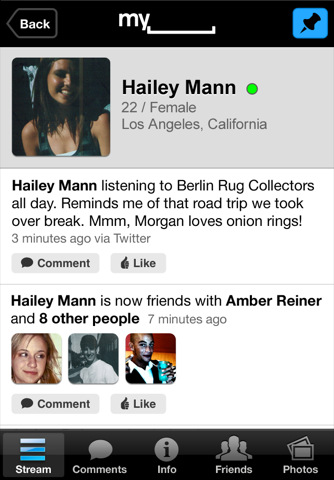 Back
my
Hailey Mann
22 / Female
Los Angeles, California
Hailey Mann listening to Berlin Rug Collectors
all day. Reminds me of that road trip we took
over break. Mmm, Morgan loves onion rings!
3 minutes ago via Twitter
Comment
Like
Hailey Mann is now friends with Amber Reiner
and 8 other people 7 minutes ago
Comment
Like
Stream
Comments
Info
Friends
Photos